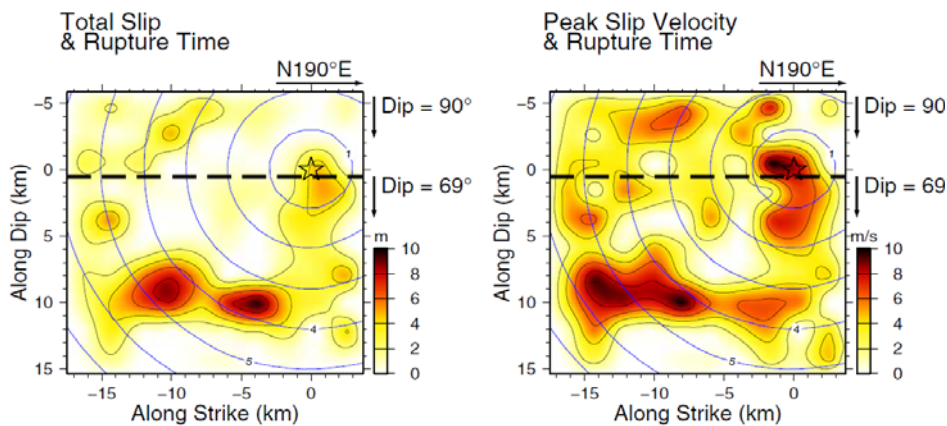 Total Slip
& Rupture Time
N190°E
−5
0
5
10
15
Along Dip (km)
Dip = 90°
Dip = 69°
m
10
8
6
4
2
0
1
4
5
−15
−10
−5
0
Along Strike (km)
Peak Slip Velocity
& Rupture Time
N190°E
−5
0
5
10
15
Along Dip (km)
Dip = 90
Dip = 69
m/s
10
8
6
4
2
0
1
4
5
−15
−10
−5
0
Along Strike (km)